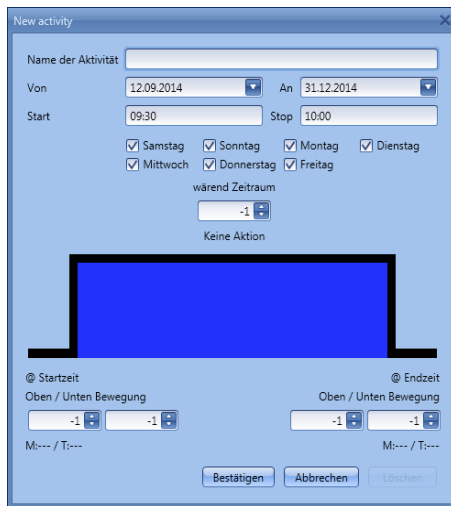 New activity
Name der Aktivität
Von 12.09.2014 An 31.12.2014
Start 09:30 Stop 10:00
Samstag Sonntag Montag Dienstag
Mittwoch Donnerstag Freitag
wärend Zeitraum
-1
Keine Aktion
@ Startzeit @ Endzeit
Oben / Unten Bewegung Oben / Unten Bewegung
-1 -1 -1 -1
M:--- / T:--- M:--- / T:---
Bestätigen Abbrechen Löschen